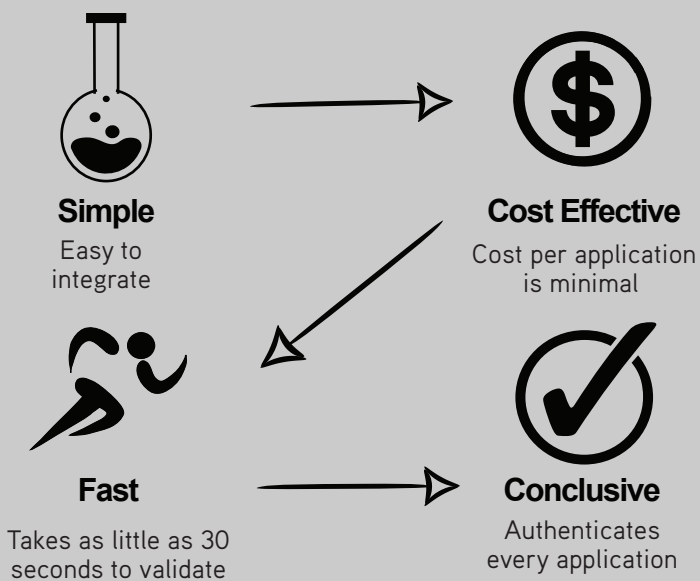 Simple
Easy to
integrate
Cost Effective
Cost per application
is minimal
Fast
Takes as little as 30
seconds to validate
Conclusive
Authenticates
every application